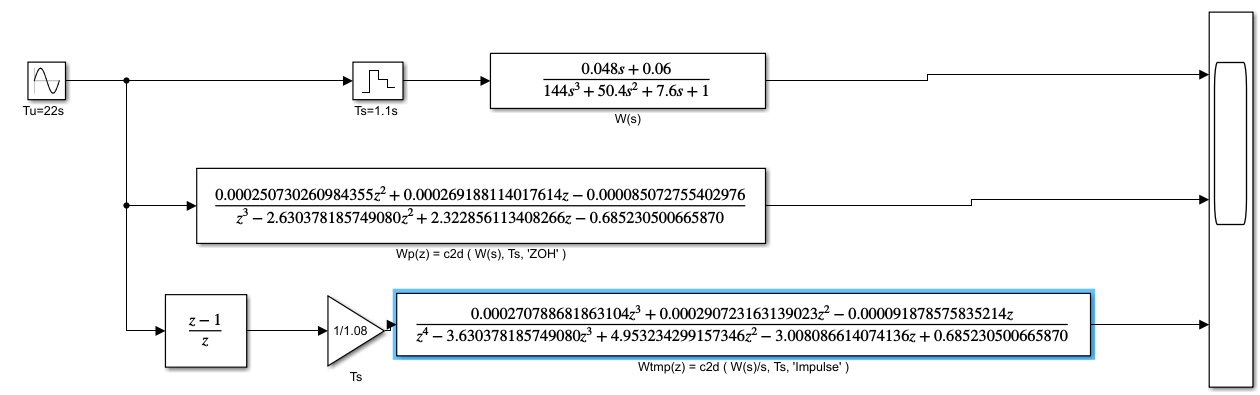 Tu=22s
Ts=1.1s
0.048s + 0.06
144s³ + 50.4s² + 7.6s + 1
W(s)
0.000250730260984355z² + 0.000269188114017614z − 0.000085072755402976
z³ − 2.630378185749080z² + 2.322856113408266z − 0.685230500665870
Wp(z) = c2d ( W(s), Ts, 'ZOH' )
z − 1
z
1/1.08
Ts
0.000270788681863104z³ + 0.000290723163139023z² − 0.000091878575835214z
z⁴ − 3.630378185749080z³ + 4.953234299157346z² − 3.008086614074136z + 0.685230500665870
Wtmp(z) = c2d ( W(s)/s, Ts, 'Impulse' )